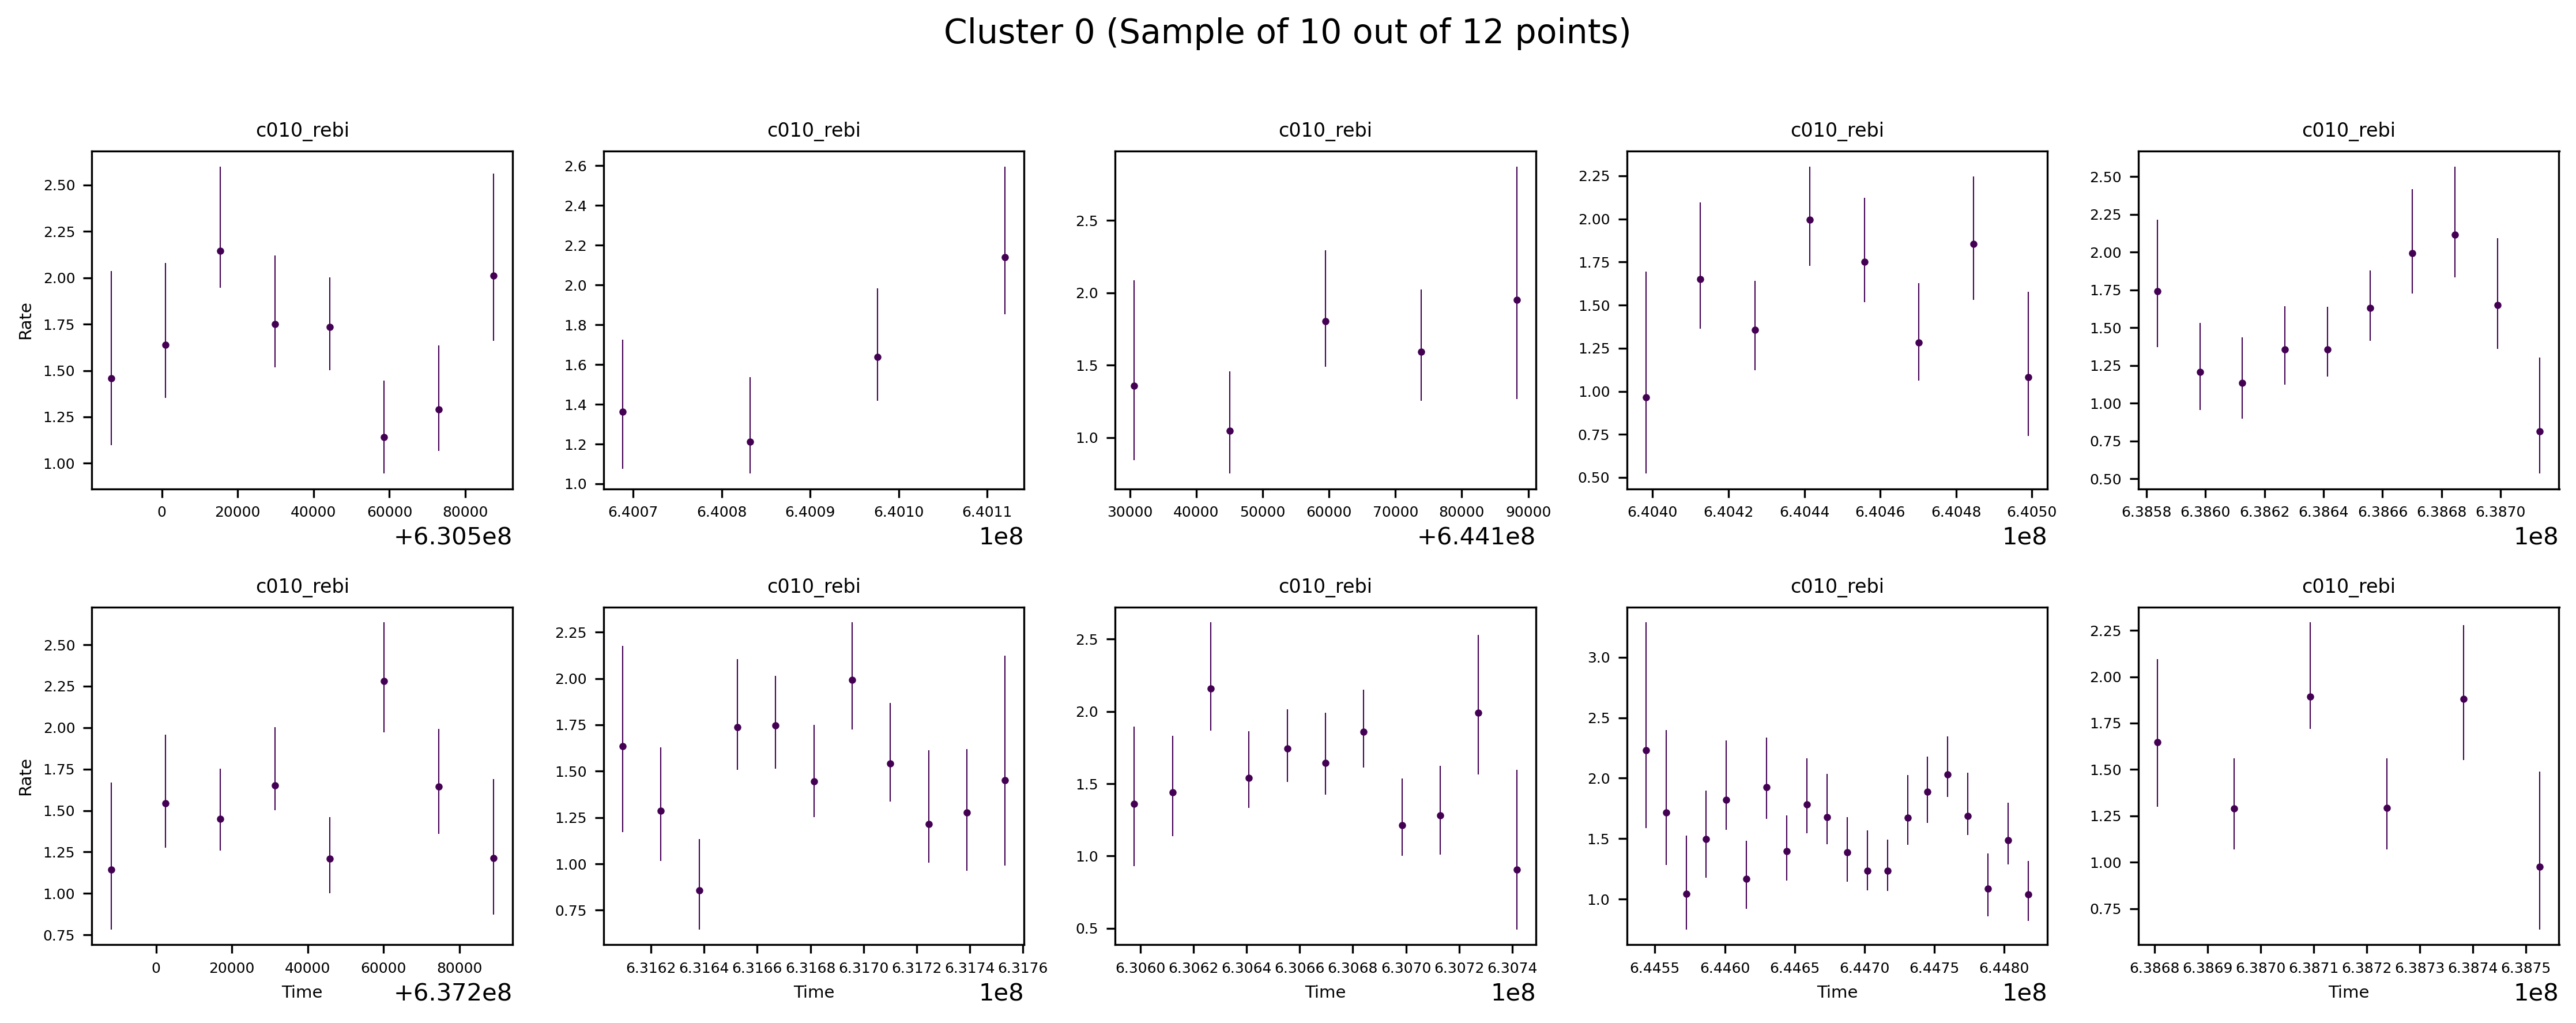 Cluster 0 (Sample of 10 out of 12 points)
c010_rebi c010_rebi c010_rebi c010_rebi c010_rebi
Rate
2.50
2.25
2.00
1.75
1.50
1.25
1.00
0 20000 40000 60000 80000
+6.305e8
2.6
2.4
2.2
2.0
1.8
1.6
1.4
1.2
1.0
6.4007 6.4008 6.4009 6.4010 6.4011
1e8
2.5
2.0
1.5
1.0
30000 40000 50000 60000 70000 80000 90000
+6.441e8
2.25
2.00
1.75
1.50
1.25
1.00
0.75
0.50
6.4040 6.4042 6.4044 6.4046 6.4048 6.4050
1e8
2.50
2.25
2.00
1.75
1.50
1.25
1.00
0.75
0.50
6.3858 6.3860 6.3862 6.3864 6.3866 6.3868 6.3870
1e8
c010_rebi c010_rebi c010_rebi c010_rebi c010_rebi
Rate
2.50
2.25
2.00
1.75
1.50
1.25
1.00
0.75
0 20000 40000 60000 80000
Time
+6.372e8
2.25
2.00
1.75
1.50
1.25
1.00
0.75
6.3162 6.3164 6.3166 6.3168 6.3170 6.3172 6.3174 6.3176
Time
1e8
2.5
2.0
1.5
1.0
0.5
6.3060 6.3062 6.3064 6.3066 6.3068 6.3070 6.3072 6.3074
Time
1e8
3.0
2.5
2.0
1.5
1.0
6.4455 6.4460 6.4465 6.4470 6.4475 6.4480
Time
1e8
2.25
2.00
1.75
1.50
1.25
1.00
0.75
6.3868 6.3869 6.3870 6.3871 6.3872 6.3873 6.3874 6.3875
Time
1e8